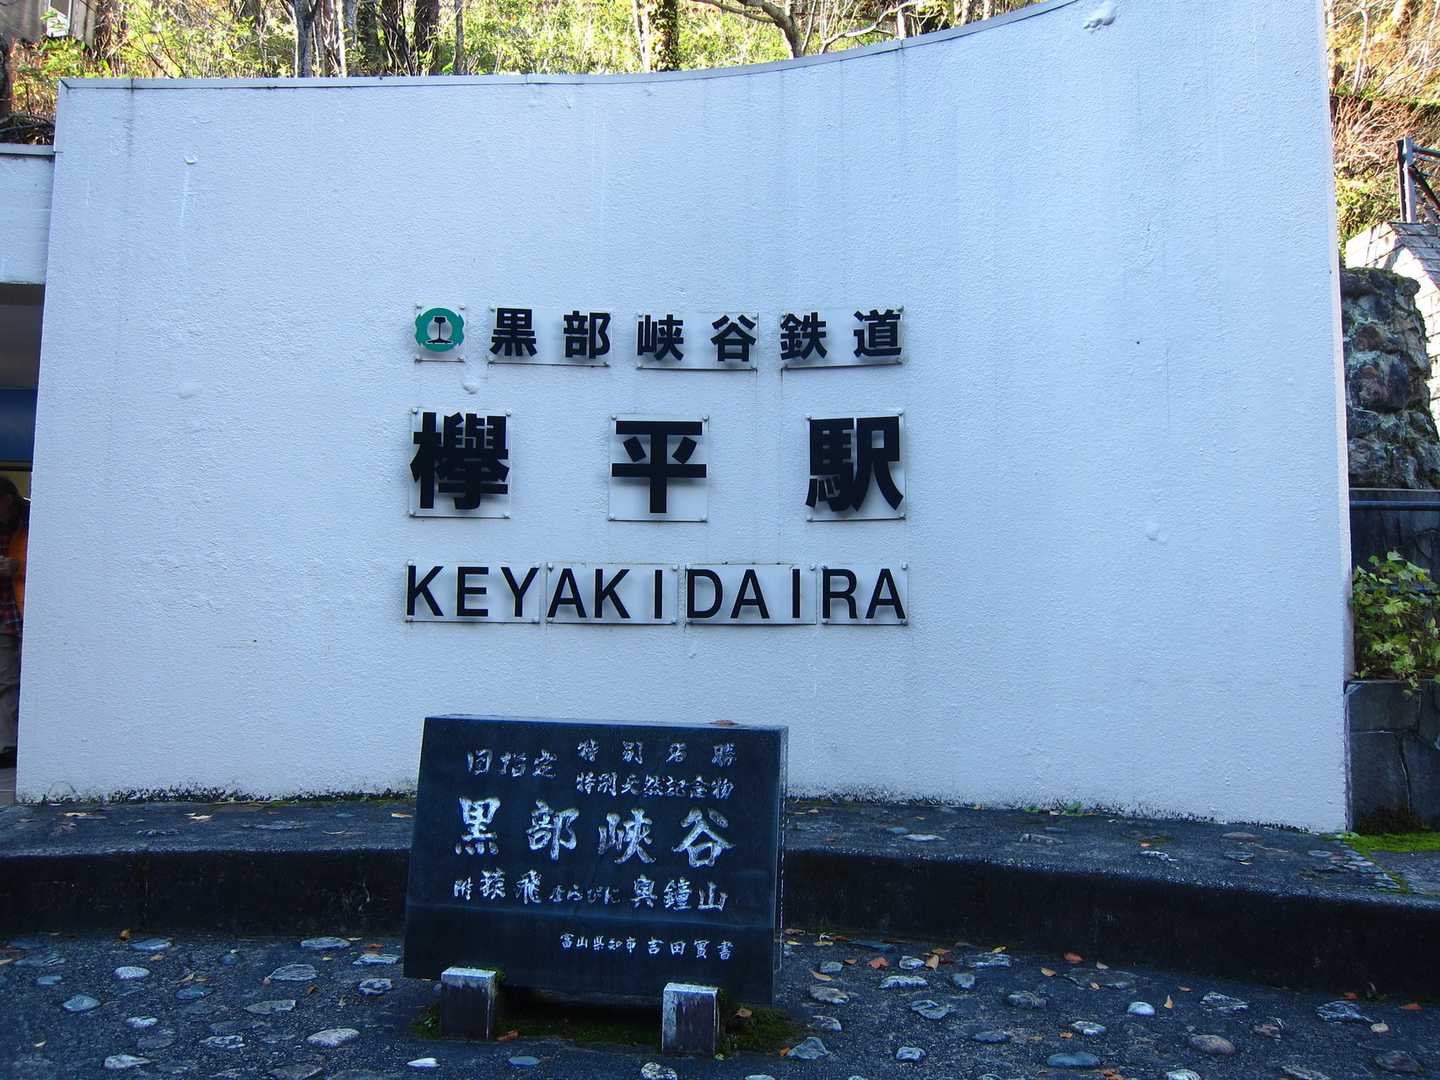 黒部峡谷鉄道
欅平駅
KEYAKIDAIRA
国指定 特別名勝
特別天然記念物
黒部峡谷
附猿飛ならびに奥鐘山
富山県知事 吉田實書